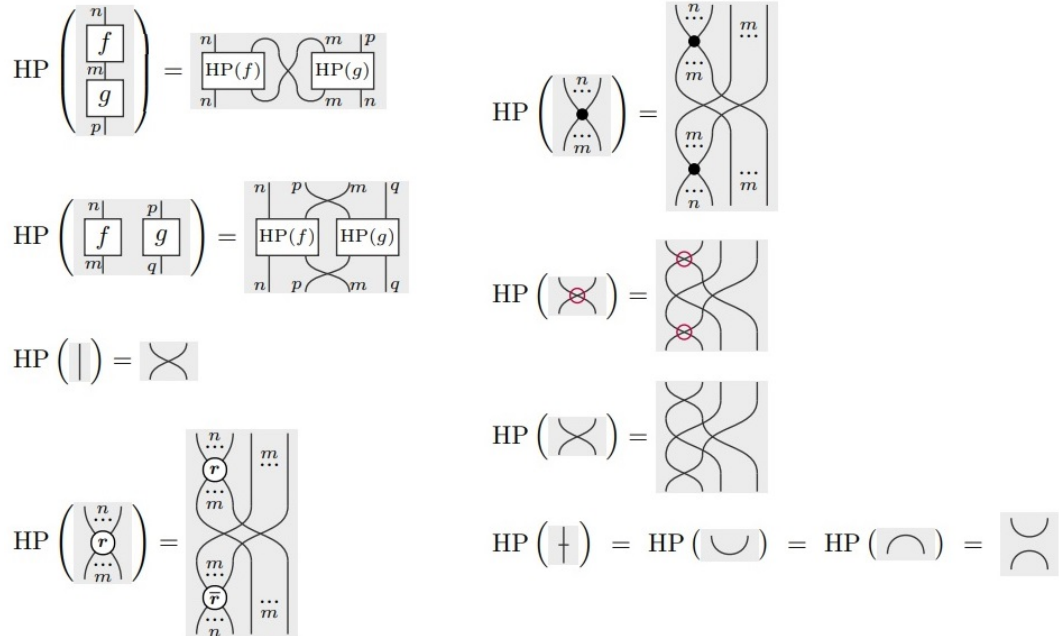 HP ( n f m g p ) = n HP(f) n m HP(g) p m n
HP ( n f m p g q ) = n p m q HP(f) HP(g) n p m q
HP ( ) =
HP ( n ... r ... m ) = n ... r ... m m ... m ... r̅ ... n ... m
HP ( n ... ... m ) = n ... ... m m ... m ... ... n ... m
HP ( ) =
HP ( ) =
HP ( ) = HP ( ) = HP ( ) =